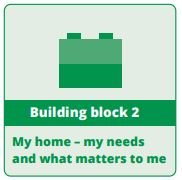 Building block 2
My home – my needs
and what matters to me